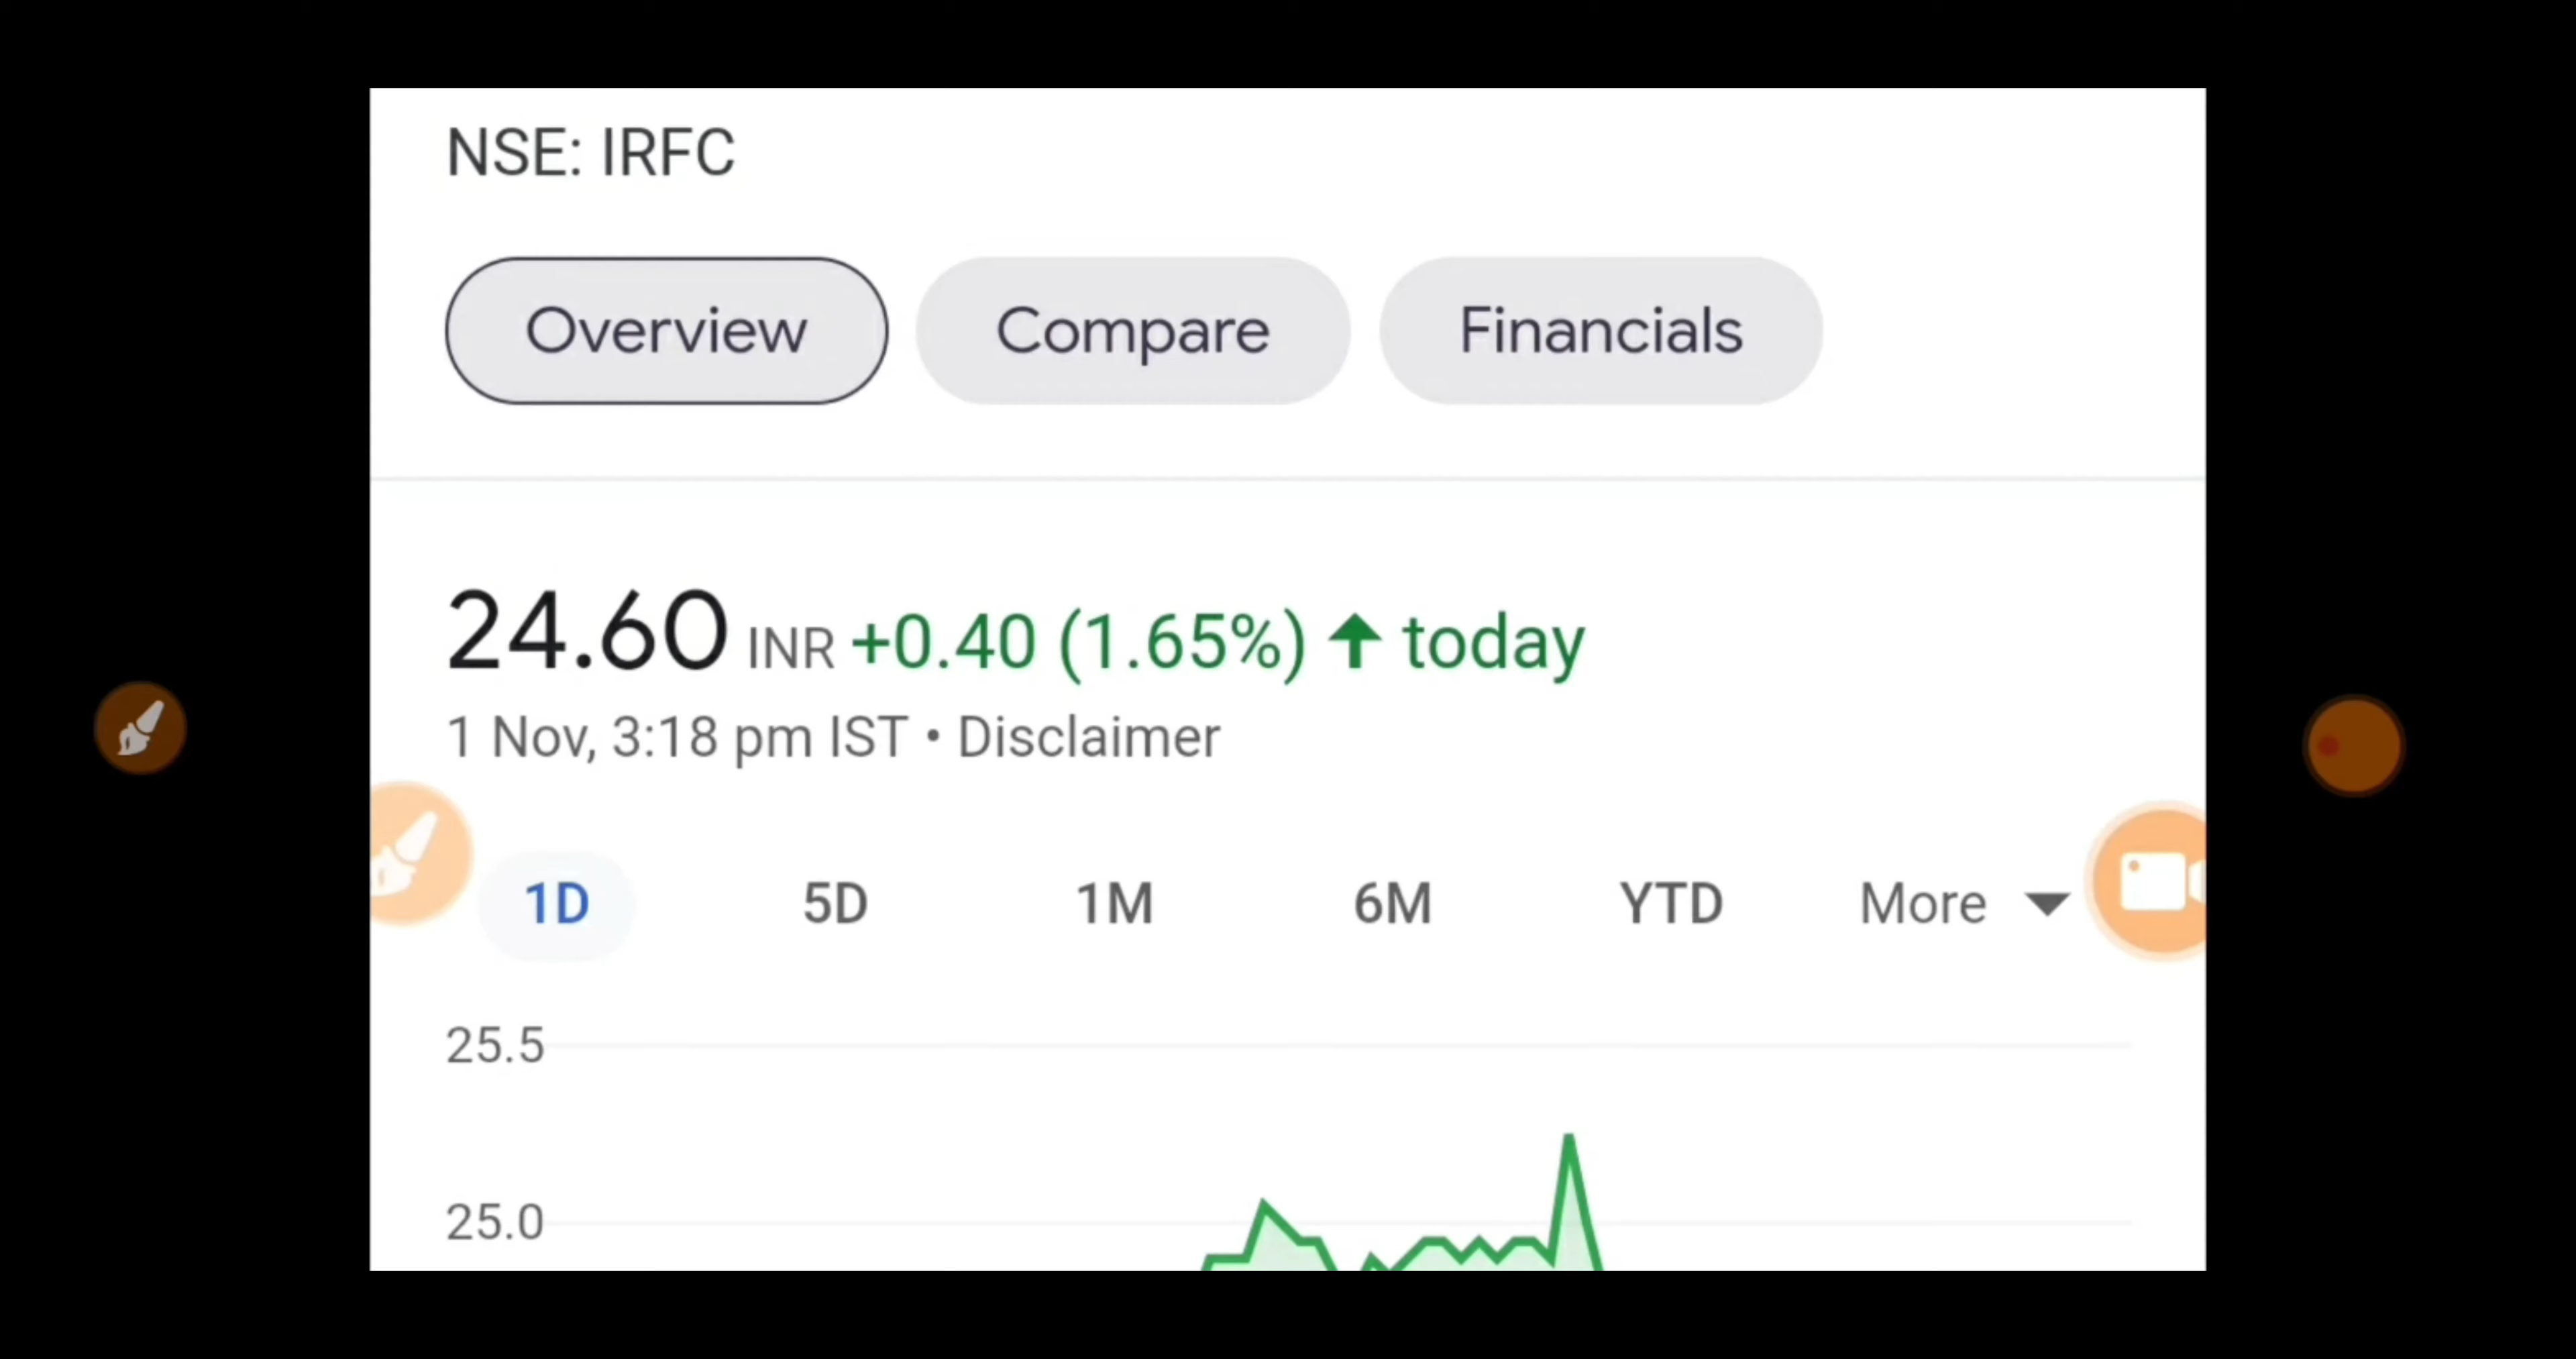 NSE: IRFC
Overview Compare Financials
24.60 INR +0.40 (1.65%) ↑ today
1 Nov, 3:18 pm IST • Disclaimer
1D 5D 1M 6M YTD More
25.5
25.0